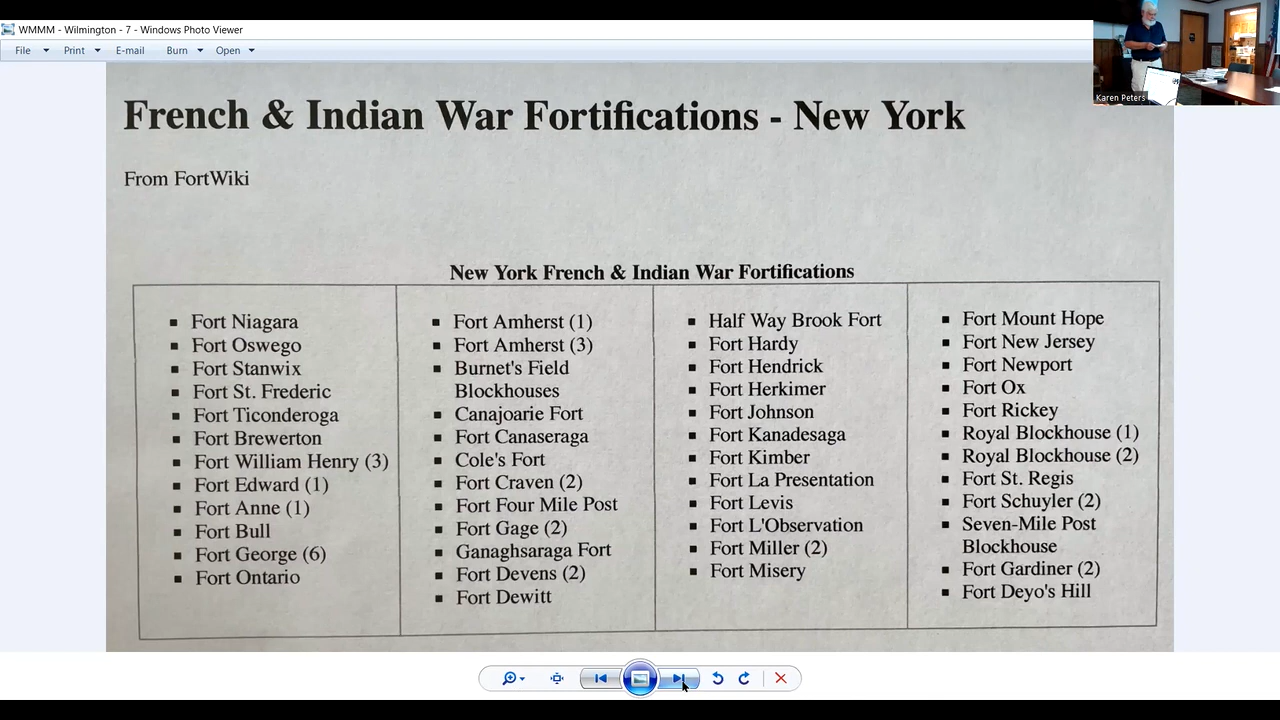 WMMM - Wilmington - 7 - Windows Photo Viewer
File Print E-mail Burn Open
Karen Peters
French & Indian War Fortifications - New York
From FortWiki
New York French & Indian War Fortifications
Fort Niagara
Fort Oswego
Fort Stanwix
Fort St. Frederic
Fort Ticonderoga
Fort Brewerton
Fort William Henry (3)
Fort Edward (1)
Fort Anne (1)
Fort Bull
Fort George (6)
Fort Ontario
Fort Amherst (1)
Fort Amherst (3)
Burnet's Field
Blockhouses
Canajoarie Fort
Fort Canaseraga
Cole's Fort
Fort Craven (2)
Fort Four Mile Post
Fort Gage (2)
Ganaghsaraga Fort
Fort Devens (2)
Fort Dewitt
Half Way Brook Fort
Fort Hardy
Fort Hendrick
Fort Herkimer
Fort Johnson
Fort Kanadesaga
Fort Kimber
Fort La Presentation
Fort Levis
Fort L'Observation
Fort Miller (2)
Fort Misery
Fort Mount Hope
Fort New Jersey
Fort Newport
Fort Ox
Fort Rickey
Royal Blockhouse (1)
Royal Blockhouse (2)
Fort St. Regis
Fort Schuyler (2)
Seven-Mile Post
Blockhouse
Fort Gardiner (2)
Fort Deyo's Hill